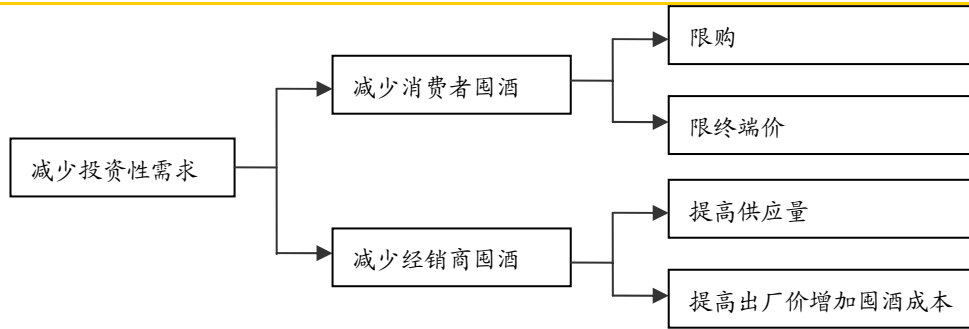 减少投资性需求
减少消费者囤酒
限购
限终端价
减少经销商囤酒
提高供应量
提高出厂价增加囤酒成本